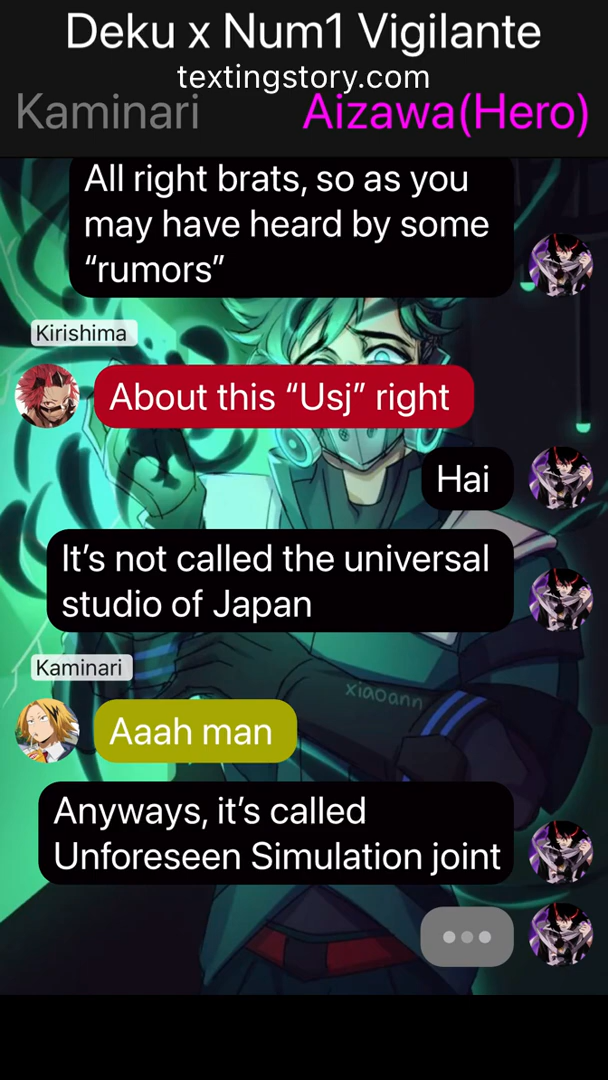 Deku x Num1 Vigilante
textingstory.com
Kaminari
Aizawa(Hero)
All right brats, so as you
may have heard by some
“rumors”
Kirishima
About this “Usj” right
Hai
It’s not called the universal
studio of Japan
xiaoann
Kaminari
Aaah man
Anyways, it’s called
Unforeseen Simulation joint